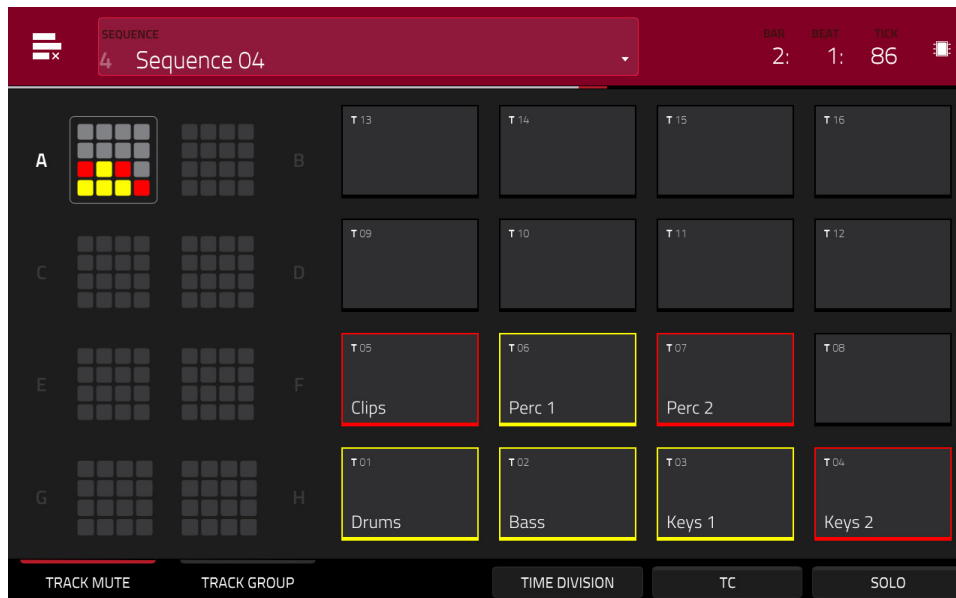 SEQUENCE
4 Sequence 04
BAR BEAT TICK
2: 1: 86
A B
C D
E F
G H
T 13 T 14 T 15 T 16
T 09 T 10 T 11 T 12
T 05 T 06 T 07 T 08
Clips Perc 1 Perc 2
T 01 T 02 T 03 T 04
Drums Bass Keys 1 Keys 2
TRACK MUTE TRACK GROUP TIME DIVISION TC SOLO